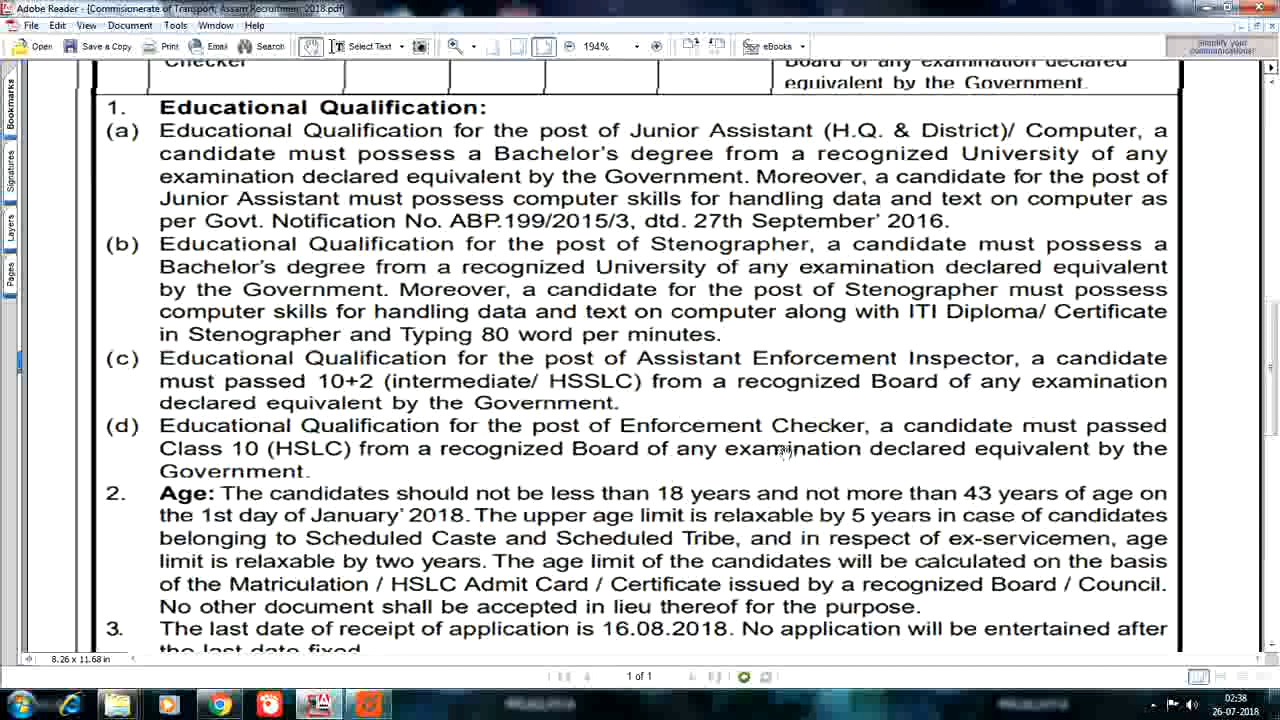 Adobe Reader - [Commisionerate of Transport, Assam Recruitment 2018.pdf]
File Edit View Document Tools Window Help
Open Save a Copy Print Email Search Select Text 194% eBooks Simplify your communications!
Bookmarks
Signatures
Layers
Pages
Checker
Board of any examination declared
equivalent by the Government.
1. Educational Qualification:
(a) Educational Qualification for the post of Junior Assistant (H.Q. & District)/ Computer, a
candidate must possess a Bachelor's degree from a recognized University of any
examination declared equivalent by the Government. Moreover, a candidate for the post of
Junior Assistant must possess computer skills for handling data and text on computer as
per Govt. Notification No. ABP.199/2015/3, dtd. 27th September' 2016.
(b) Educational Qualification for the post of Stenographer, a candidate must possess a
Bachelor's degree from a recognized University of any examination declared equivalent
by the Government. Moreover, a candidate for the post of Stenographer must possess
computer skills for handling data and text on computer along with ITI Diploma/ Certificate
in Stenographer and Typing 80 word per minutes.
(c) Educational Qualification for the post of Assistant Enforcement Inspector, a candidate
must passed 10+2 (intermediate/ HSSLC) from a recognized Board of any examination
declared equivalent by the Government.
(d) Educational Qualification for the post of Enforcement Checker, a candidate must passed
Class 10 (HSLC) from a recognized Board of any examination declared equivalent by the
Government.
2. Age: The candidates should not be less than 18 years and not more than 43 years of age on
the 1st day of January' 2018. The upper age limit is relaxable by 5 years in case of candidates
belonging to Scheduled Caste and Scheduled Tribe, and in respect of ex-servicemen, age
limit is relaxable by two years. The age limit of the candidates will be calculated on the basis
of the Matriculation / HSLC Admit Card / Certificate issued by a recognized Board / Council.
No other document shall be accepted in lieu thereof for the purpose.
3. The last date of receipt of application is 16.08.2018. No application will be entertained after
the last date fixed.
8.26 x 11.68 in
1 of 1
02:38
26-07-2018